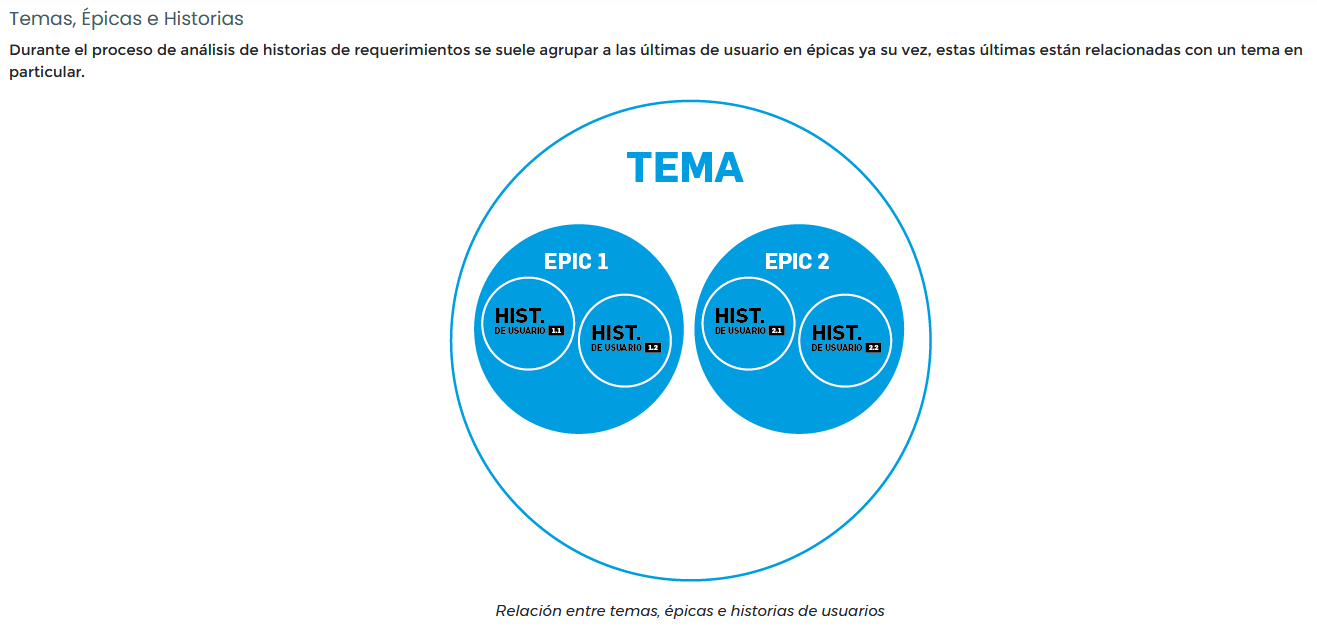 Temas, Épicas e Historias
Durante el proceso de análisis de historias de requerimientos se suele agrupar a las últimas de usuario en épicas ya su vez, estas últimas están relacionadas con un tema en
particular.
TEMA
EPIC 1
HIST.
DE USUARIO 1.1
HIST.
DE USUARIO 1.2
EPIC 2
HIST.
DE USUARIO 2.1
HIST.
DE USUARIO 2.2
Relación entre temas, épicas e historias de usuarios